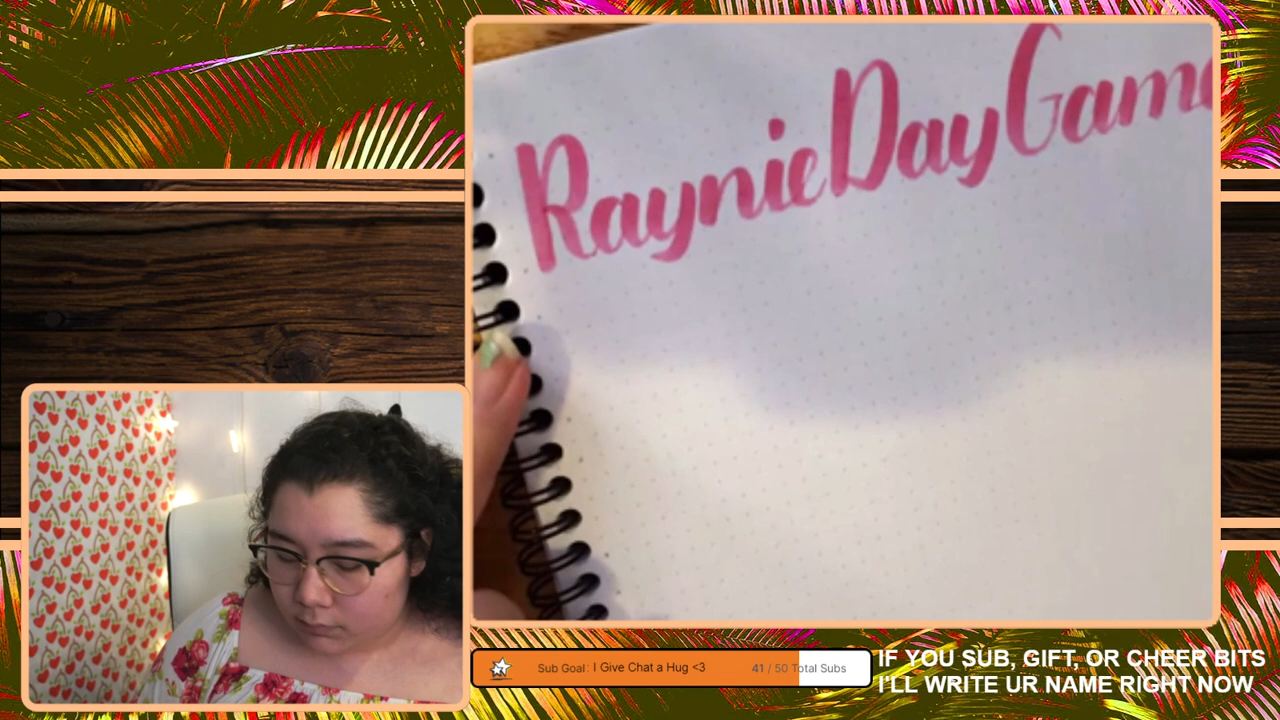 RaynieDayGame
Sub Goal: I Give Chat a Hug <3 41 / 50 Total Subs
IF YOU SUB, GIFT, OR CHEER BITS
I'LL WRITE UR NAME RIGHT NOW